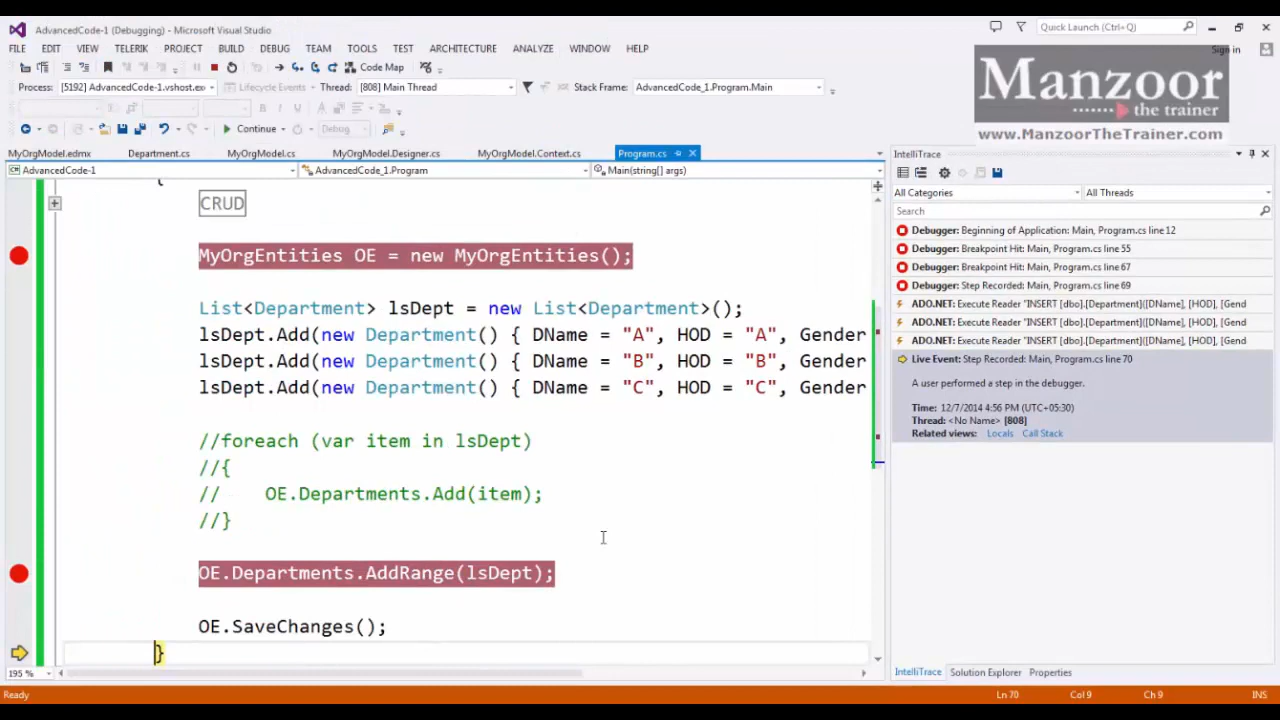 AdvancedCode-1 (Debugging) - Microsoft Visual Studio
Quick Launch (Ctrl+Q)
FILE EDIT VIEW TELERIK PROJECT BUILD DEBUG TEAM TOOLS TEST ARCHITECTURE ANALYZE WINDOW HELP
Sign in
Manzoor
the trainer
www.ManzoorTheTrainer.com
Code Map
Process: [5192] AdvancedCode-1.vshost.ex Lifecycle Events Thread: [808] Main Thread Stack Frame: AdvancedCode_1.Program.Main
Continue Debug
MyOrgModel.edmx Department.cs MyOrgModel.cs MyOrgModel.Designer.cs MyOrgModel.Context.cs Program.cs
AdvancedCode-1 AdvancedCode_1.Program Main(string[] args)
{
CRUD
MyOrgEntities OE = new MyOrgEntities();
List<Department> lsDept = new List<Department>();
lsDept.Add(new Department() { DName = "A", HOD = "A", Gender
lsDept.Add(new Department() { DName = "B", HOD = "B", Gender
lsDept.Add(new Department() { DName = "C", HOD = "C", Gender
//foreach (var item in lsDept)
//{
//    OE.Departments.Add(item);
//}
OE.Departments.AddRange(lsDept);
OE.SaveChanges();
}
195 %
IntelliTrace
All Categories All Threads
Search
Debugger: Beginning of Application: Main, Program.cs line 12
Debugger: Breakpoint Hit: Main, Program.cs line 55
Debugger: Breakpoint Hit: Main, Program.cs line 67
Debugger: Step Recorded: Main, Program.cs line 69
ADO.NET: Execute Reader "INSERT [dbo].[Department]([DName], [HOD], [Gend
ADO.NET: Execute Reader "INSERT [dbo].[Department]([DName], [HOD], [Gend
ADO.NET: Execute Reader "INSERT [dbo].[Department]([DName], [HOD], [Gend
Live Event: Step Recorded: Main, Program.cs line 70
A user performed a step in the debugger.
Time: 12/7/2014 4:56 PM (UTC+05:30)
Thread: <No Name> [808]
Related views: Locals Call Stack
IntelliTrace Solution Explorer Properties
Ready Ln 70 Col 9 Ch 9 INS